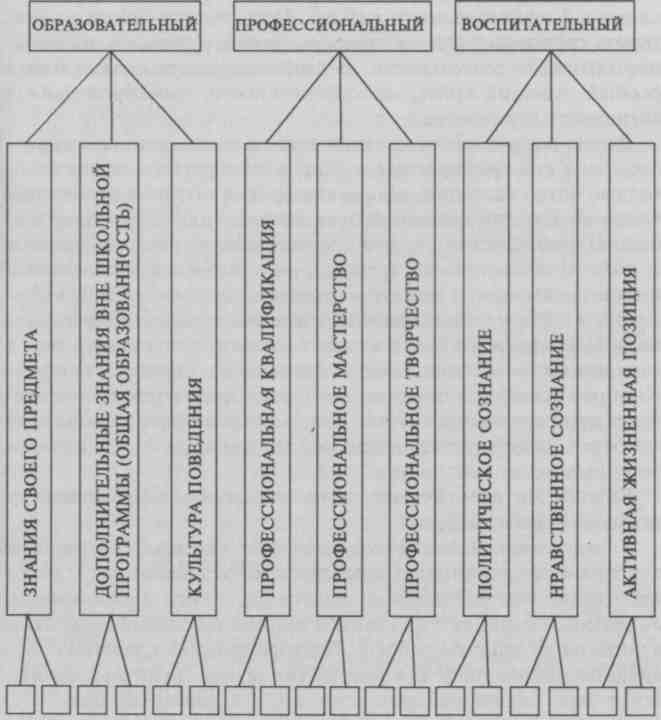 ОБРАЗОВАТЕЛЬНЫЙ
ПРОФЕССИОНАЛЬНЫЙ
ВОСПИТАТЕЛЬНЫЙ
ЗНАНИЯ СВОЕГО ПРЕДМЕТА
ДОПОЛНИТЕЛЬНЫЕ ЗНАНИЯ ВНЕ ШКОЛЬНОЙ
ПРОГРАММЫ (ОБЩАЯ ОБРАЗОВАННОСТЬ)
КУЛЬТУРА ПОВЕДЕНИЯ
ПРОФЕССИОНАЛЬНАЯ КВАЛИФИКАЦИЯ
ПРОФЕССИОНАЛЬНОЕ МАСТЕРСТВО
ПРОФЕССИОНАЛЬНОЕ ТВОРЧЕСТВО
ПОЛИТИЧЕСКОЕ СОЗНАНИЕ
НРАВСТВЕННОЕ СОЗНАНИЕ
АКТИВНАЯ ЖИЗНЕННАЯ ПОЗИЦИЯ